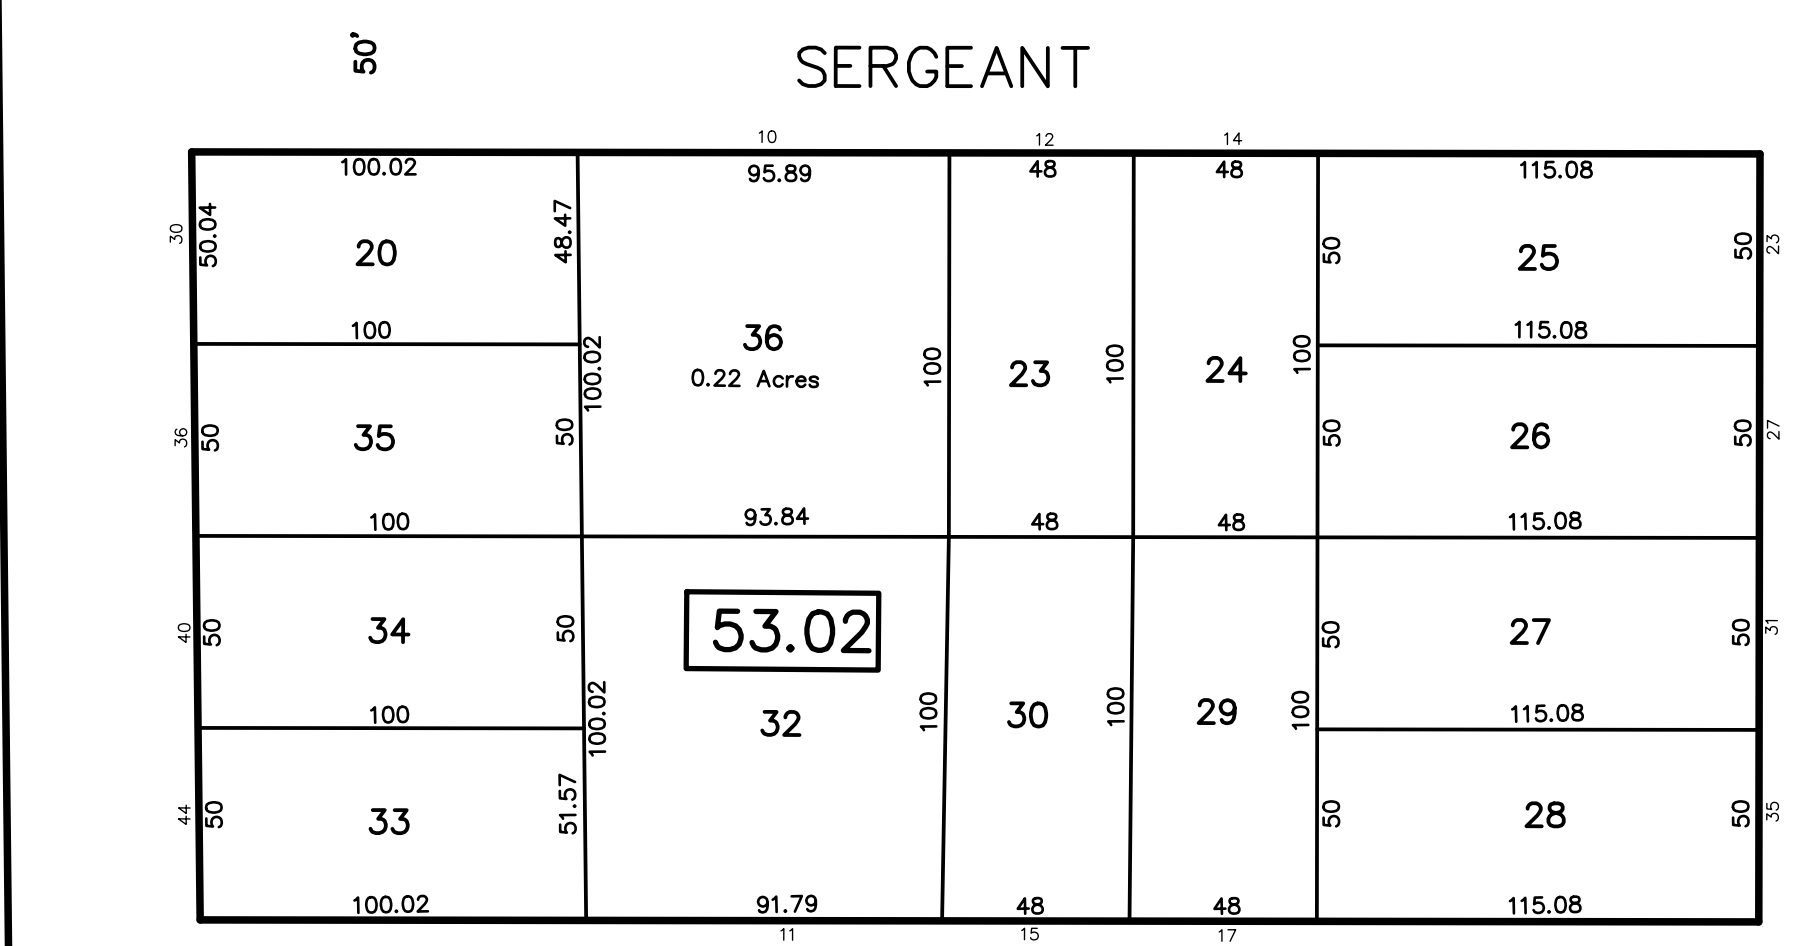 50'
SERGEANT
10 12 14
100.02 95.89 48 48 115.08
30 50.04 20 48.47 50 25 50 23
100 36 115.08
0.22 Acres
100.02 100 23 100 24 100
36 50 35 50 50 26 50 27
100 93.84 48 48 115.08
40 50 34 50 53.02 50 27 50 31
100 115.08
100.02 32 100 30 100 29 100
44 50 33 51.57 50 28 50 35
100.02 91.79 48 48 115.08
11 15 17